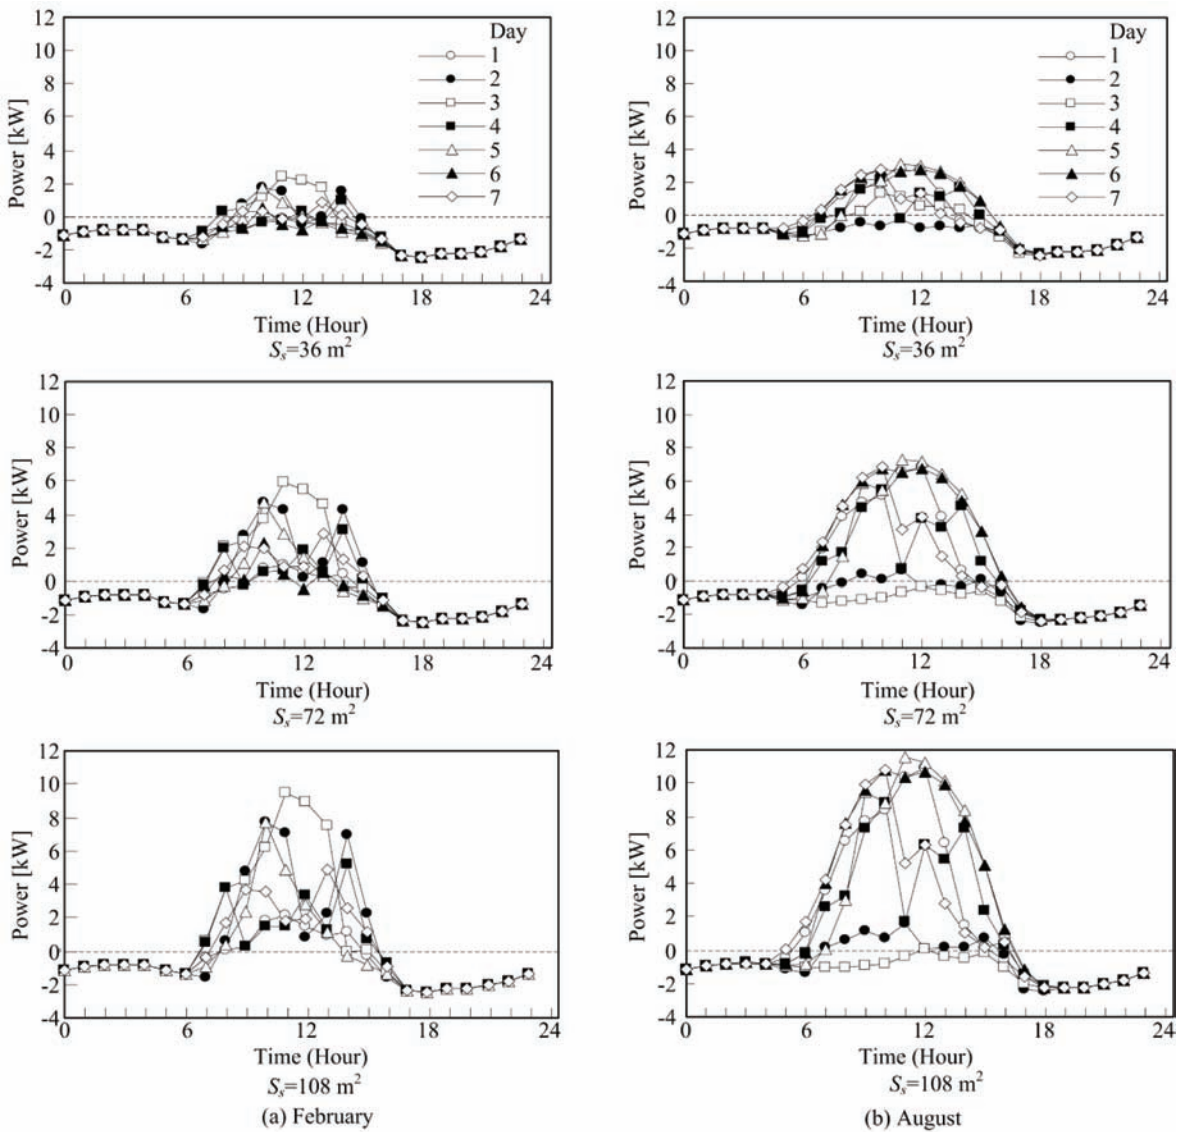 12
10
8
6
4
2
0
-2
-4
Power [kW]
Day
1
2
3
4
5
6
7
0 6 12 18 24
Time (Hour)
Sₛ=36 m²
12
10
8
6
4
2
0
-2
-4
Power [kW]
Day
1
2
3
4
5
6
7
0 6 12 18 24
Time (Hour)
Sₛ=36 m²
12
10
8
6
4
2
0
-2
-4
Power [kW]
0 6 12 18 24
Time (Hour)
Sₛ=72 m²
12
10
8
6
4
2
0
-2
-4
Power [kW]
0 6 12 18 24
Time (Hour)
Sₛ=72 m²
12
10
8
6
4
2
0
-2
-4
Power [kW]
0 6 12 18 24
Time (Hour)
Sₛ=108 m²
(a) February
12
10
8
6
4
2
0
-2
-4
Power [kW]
0 6 12 18 24
Time (Hour)
Sₛ=108 m²
(b) August